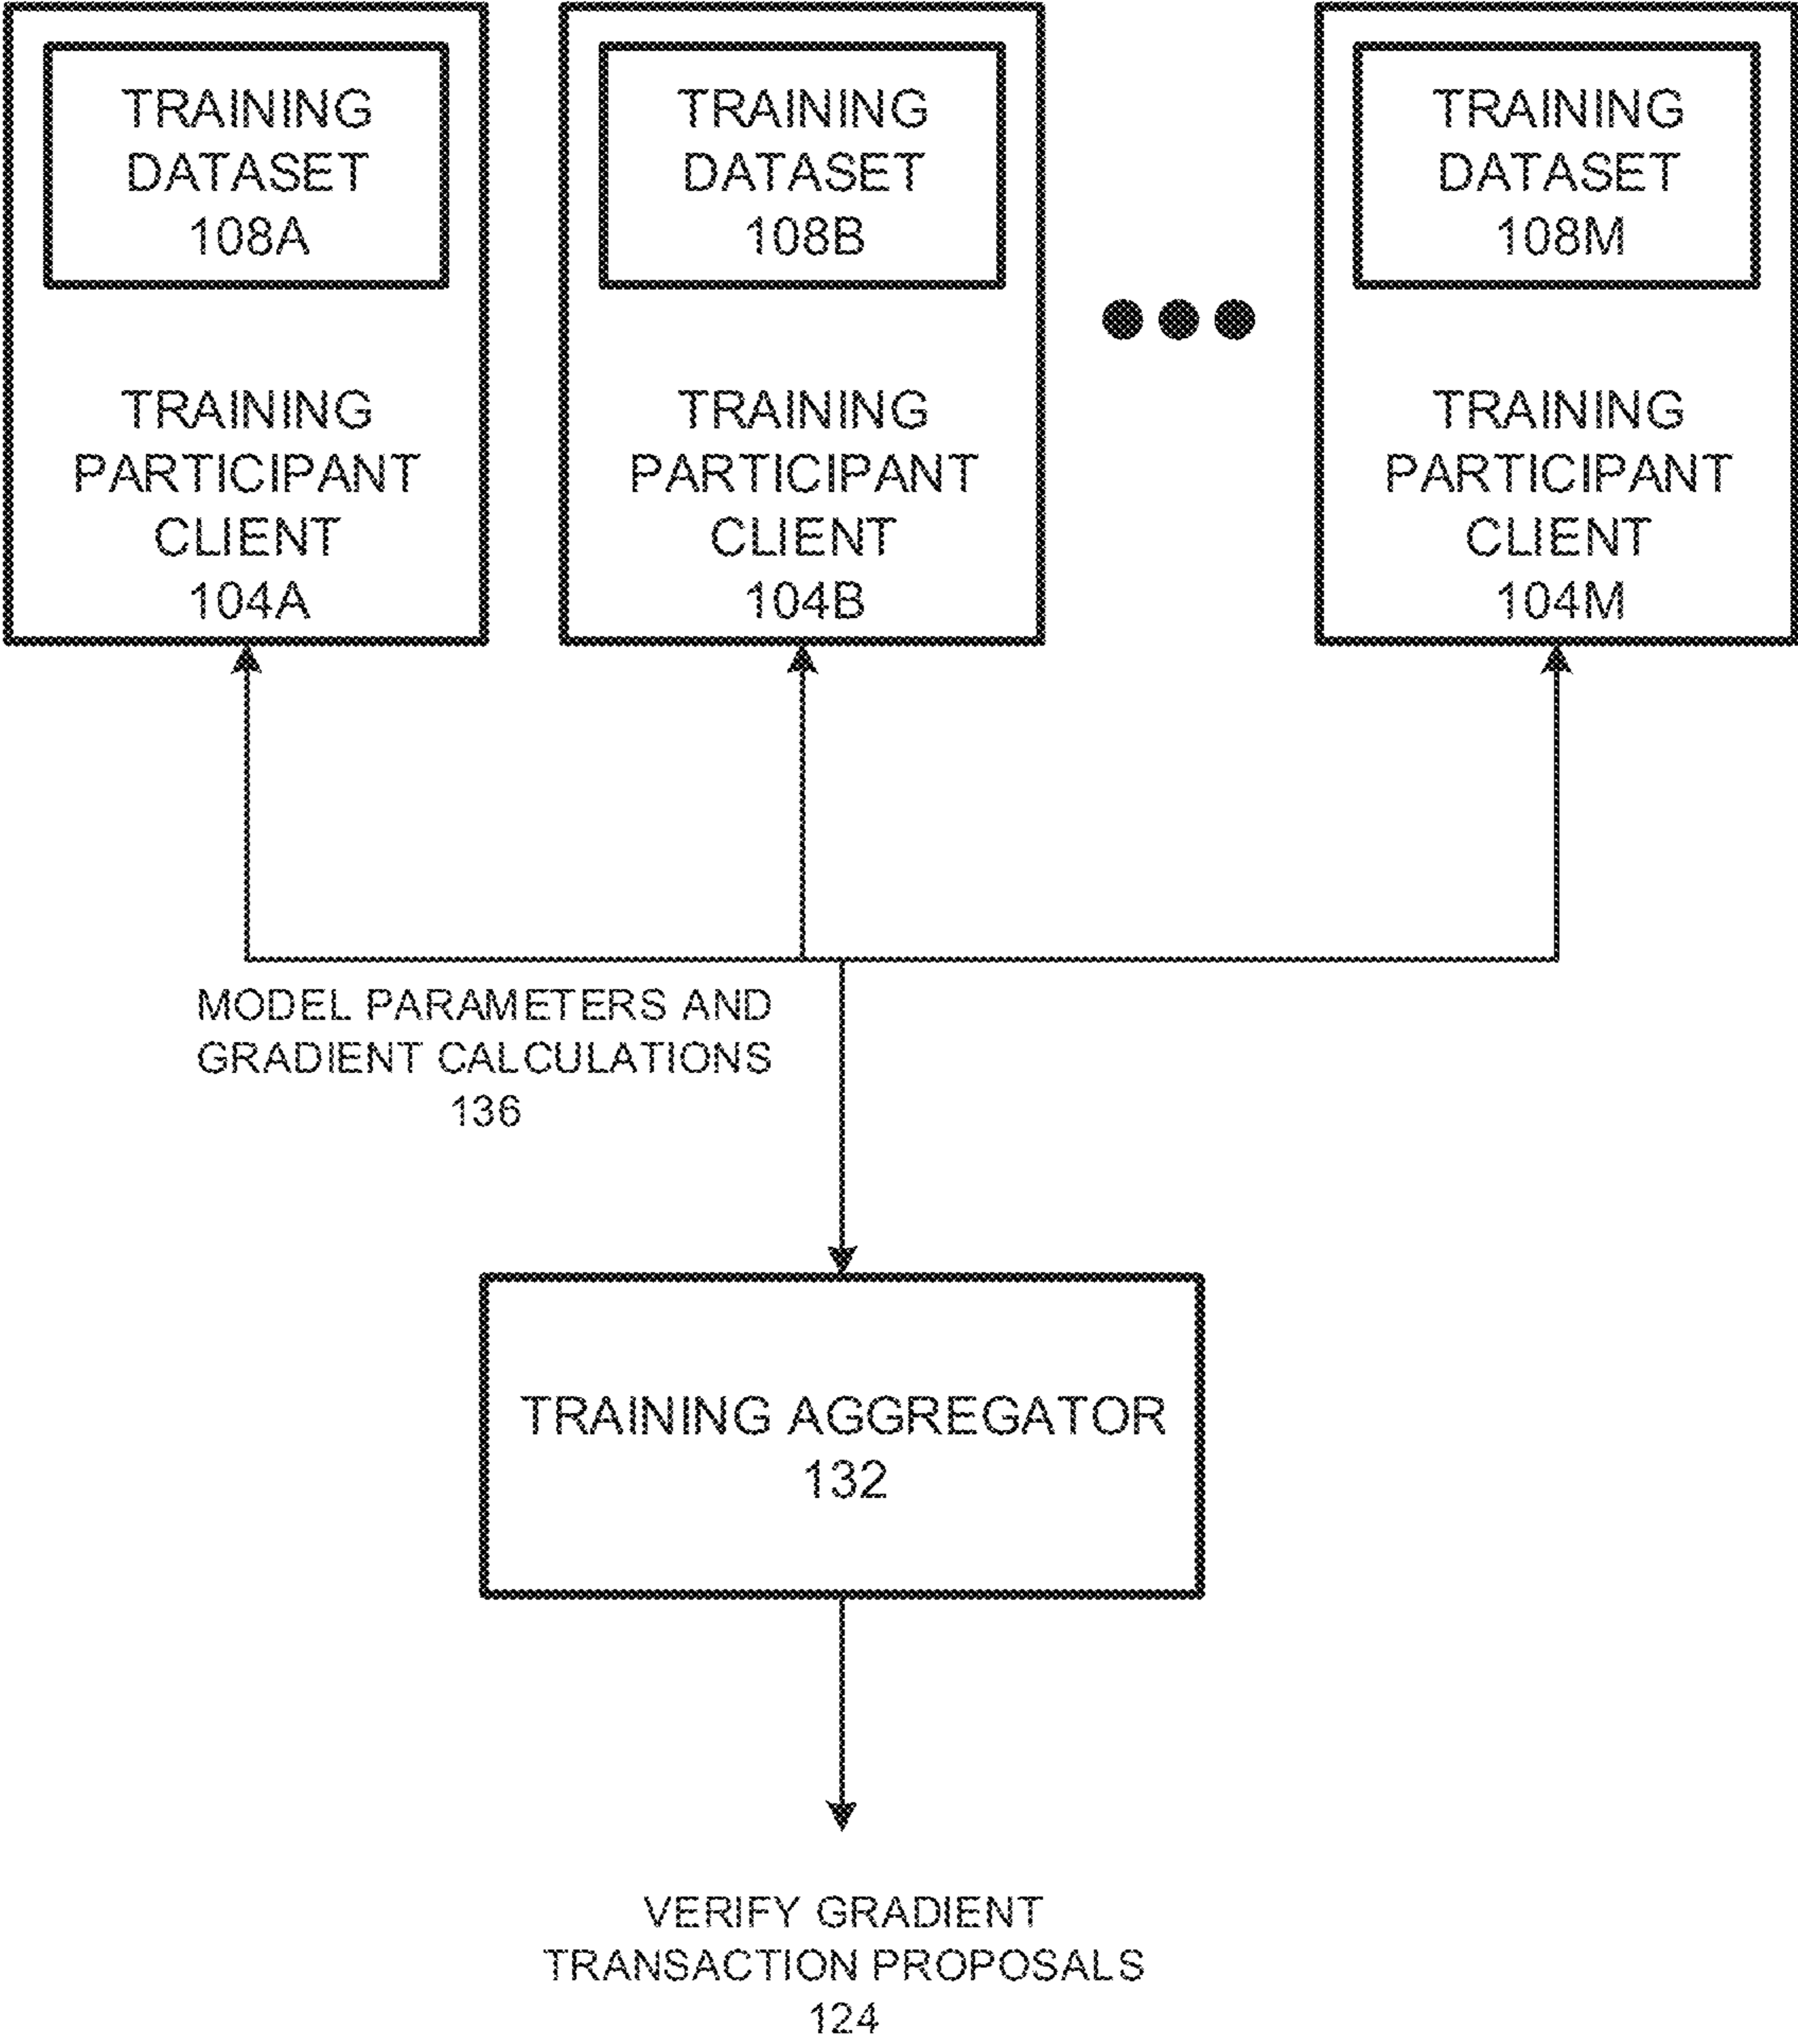 TRAINING
DATASET
108A
TRAINING
PARTICIPANT
CLIENT
104A
TRAINING
DATASET
108B
TRAINING
PARTICIPANT
CLIENT
104B
TRAINING
DATASET
108M
TRAINING
PARTICIPANT
CLIENT
104M
MODEL PARAMETERS AND
GRADIENT CALCULATIONS
136
TRAINING AGGREGATOR
132
VERIFY GRADIENT
TRANSACTION PROPOSALS
124